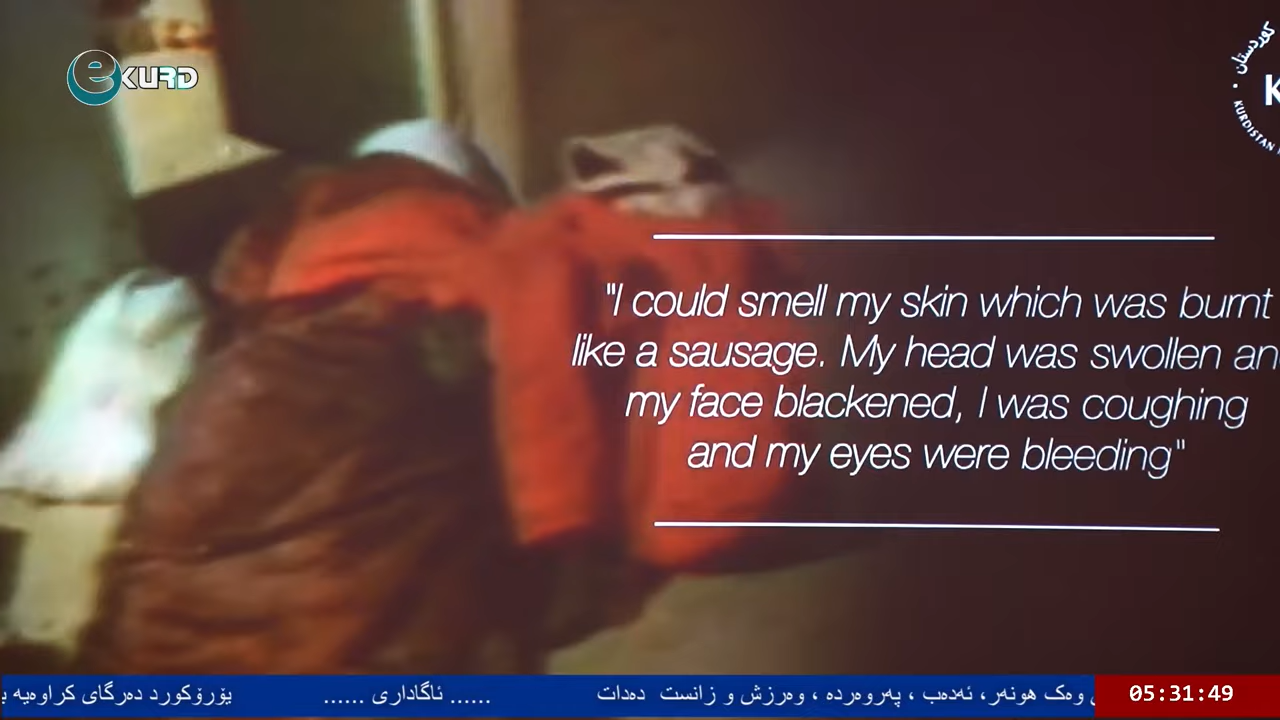 eKURD
کوردستان
KURDISTAN
"I could smell my skin which was burnt
like a sausage. My head was swollen
my face blackened, I was coughing
and my eyes were bleeding"
وەک هونەر، ئەدەب ، پەروەردە ، وەرزش و زانست دەدات ...... ئاگاداری ...... یۆرۆکورد دەرگای کراوەیە
05:31:49